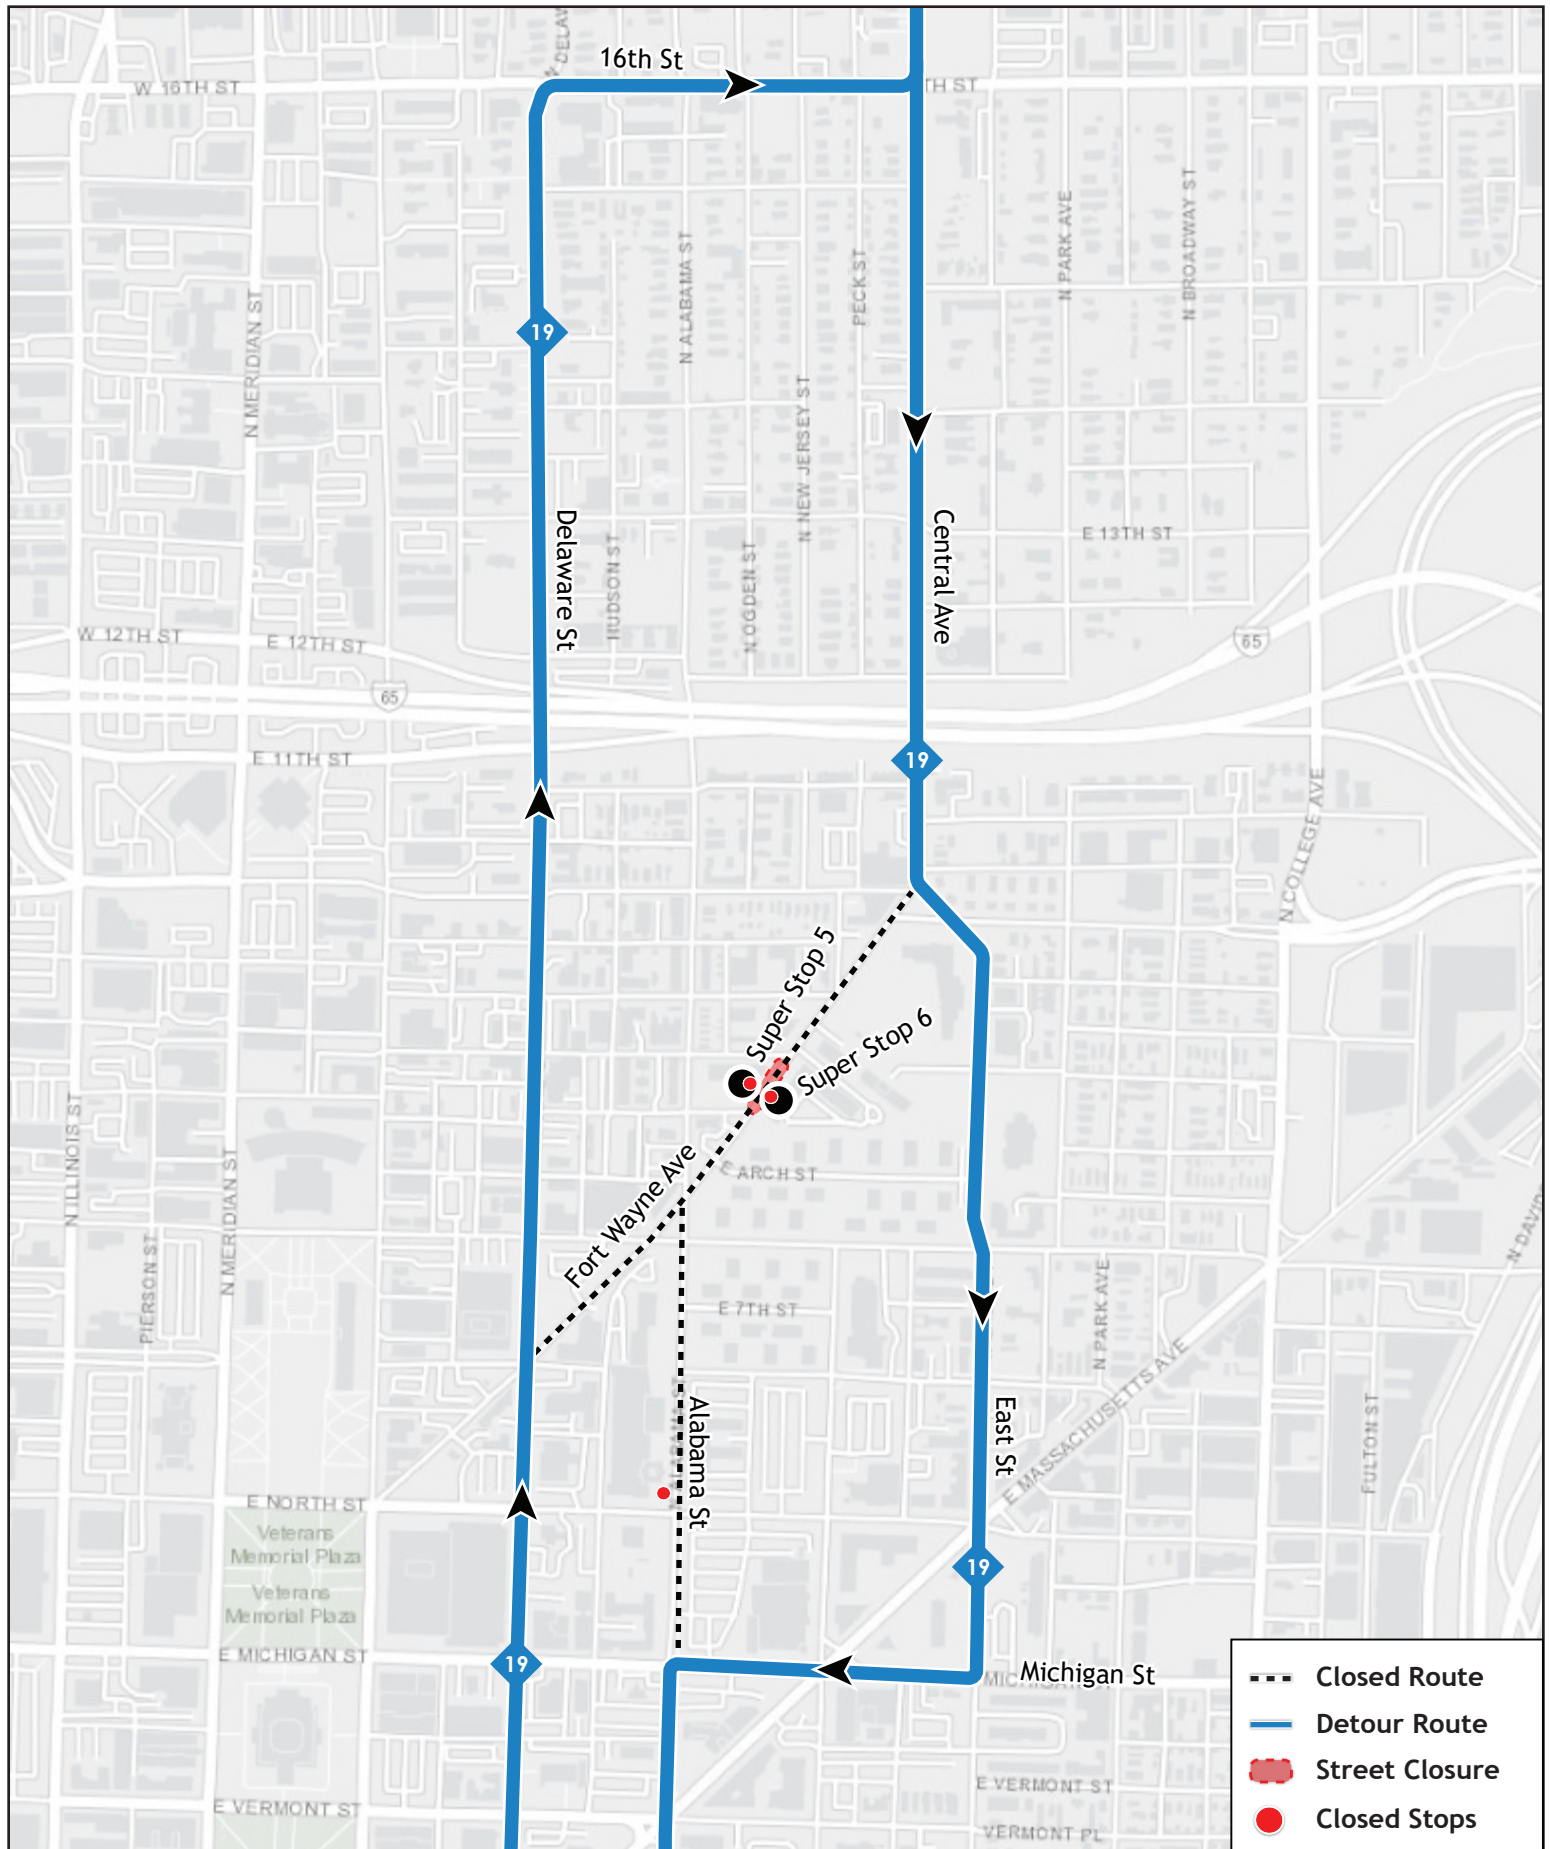 16th St
W 16TH ST
TH ST
N ALABAMA ST
PECK ST
N PARK AVE
N BROADWAY ST
19
N MERIDIAN ST
N NEW JERSEY ST
Delaware St
HUDSON ST
N OGDEN ST
Central Ave
E 13TH ST
W 12TH ST
E 12TH ST
65
65
E 11TH ST
19
N COLLEGE AVE
Super Stop 5
Super Stop 6
N ILLINOIS ST
N MERIDIAN ST
PIERSON ST
Fort Wayne Ave
E ARCH ST
E 7TH ST
N PARK AVE
N DAVID
Alabama St
East St
E MASSACHUSETTS AVE
FULTON ST
E NORTH ST
Veterans
Memorial Plaza
Veterans
Memorial Plaza
19
E MICHIGAN ST
19
Michigan St
E VERMONT ST
E VERMONT ST
VERMONT PL
Closed Route
Detour Route
Street Closure
Closed Stops